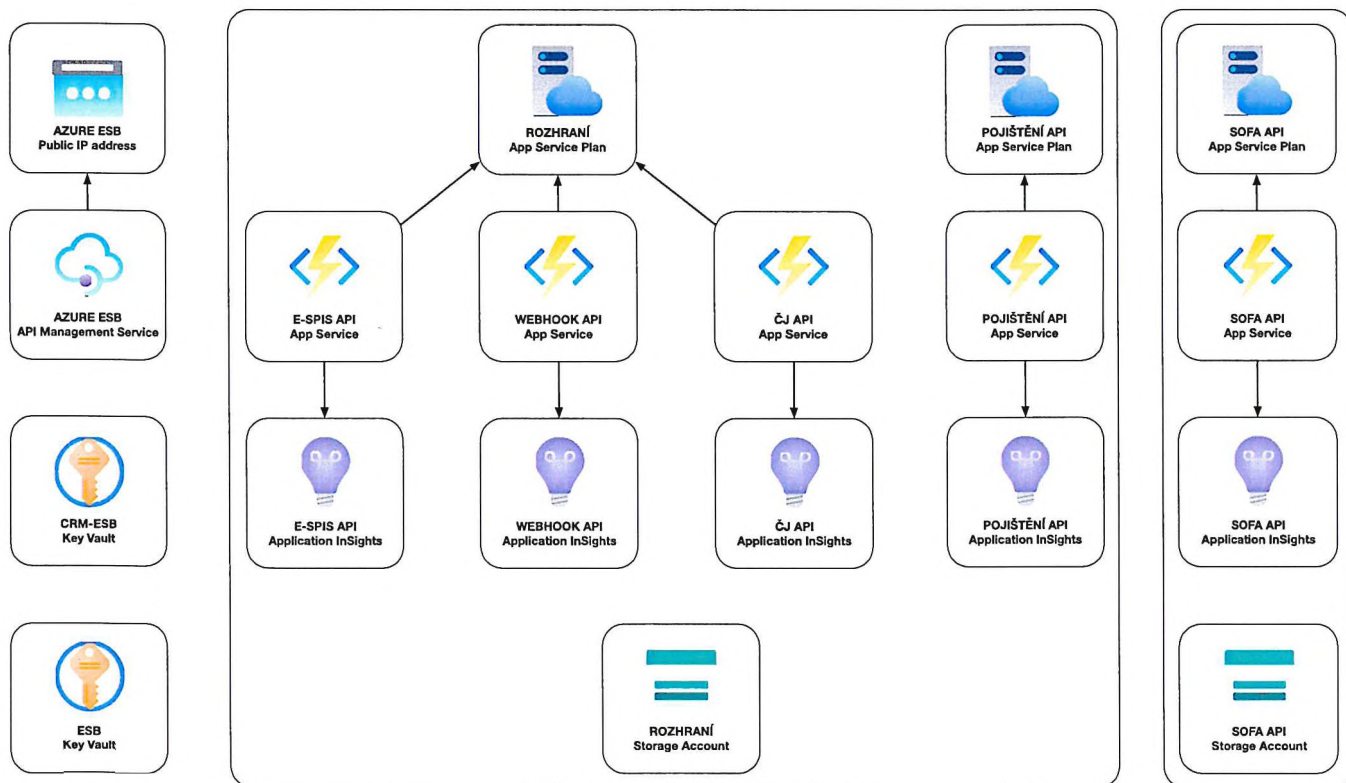 AZURE ESB
Public IP address
ROZHRANÍ
App Service Plan
POJIŠTĚNÍ API
App Service Plan
SOFA API
App Service Plan
AZURE ESB
API Management Service
E-SPIS API
App Service
WEBHOOK API
App Service
ČJ API
App Service
POJIŠTĚNÍ API
App Service
SOFA API
App Service
CRM-ESB
Key Vault
E-SPIS API
Application InSights
WEBHOOK API
Application InSights
ČJ API
Application InSights
POJIŠTĚNÍ API
Application InSights
SOFA API
Application InSights
ESB
Key Vault
ROZHRANÍ
Storage Account
SOFA API
Storage Account